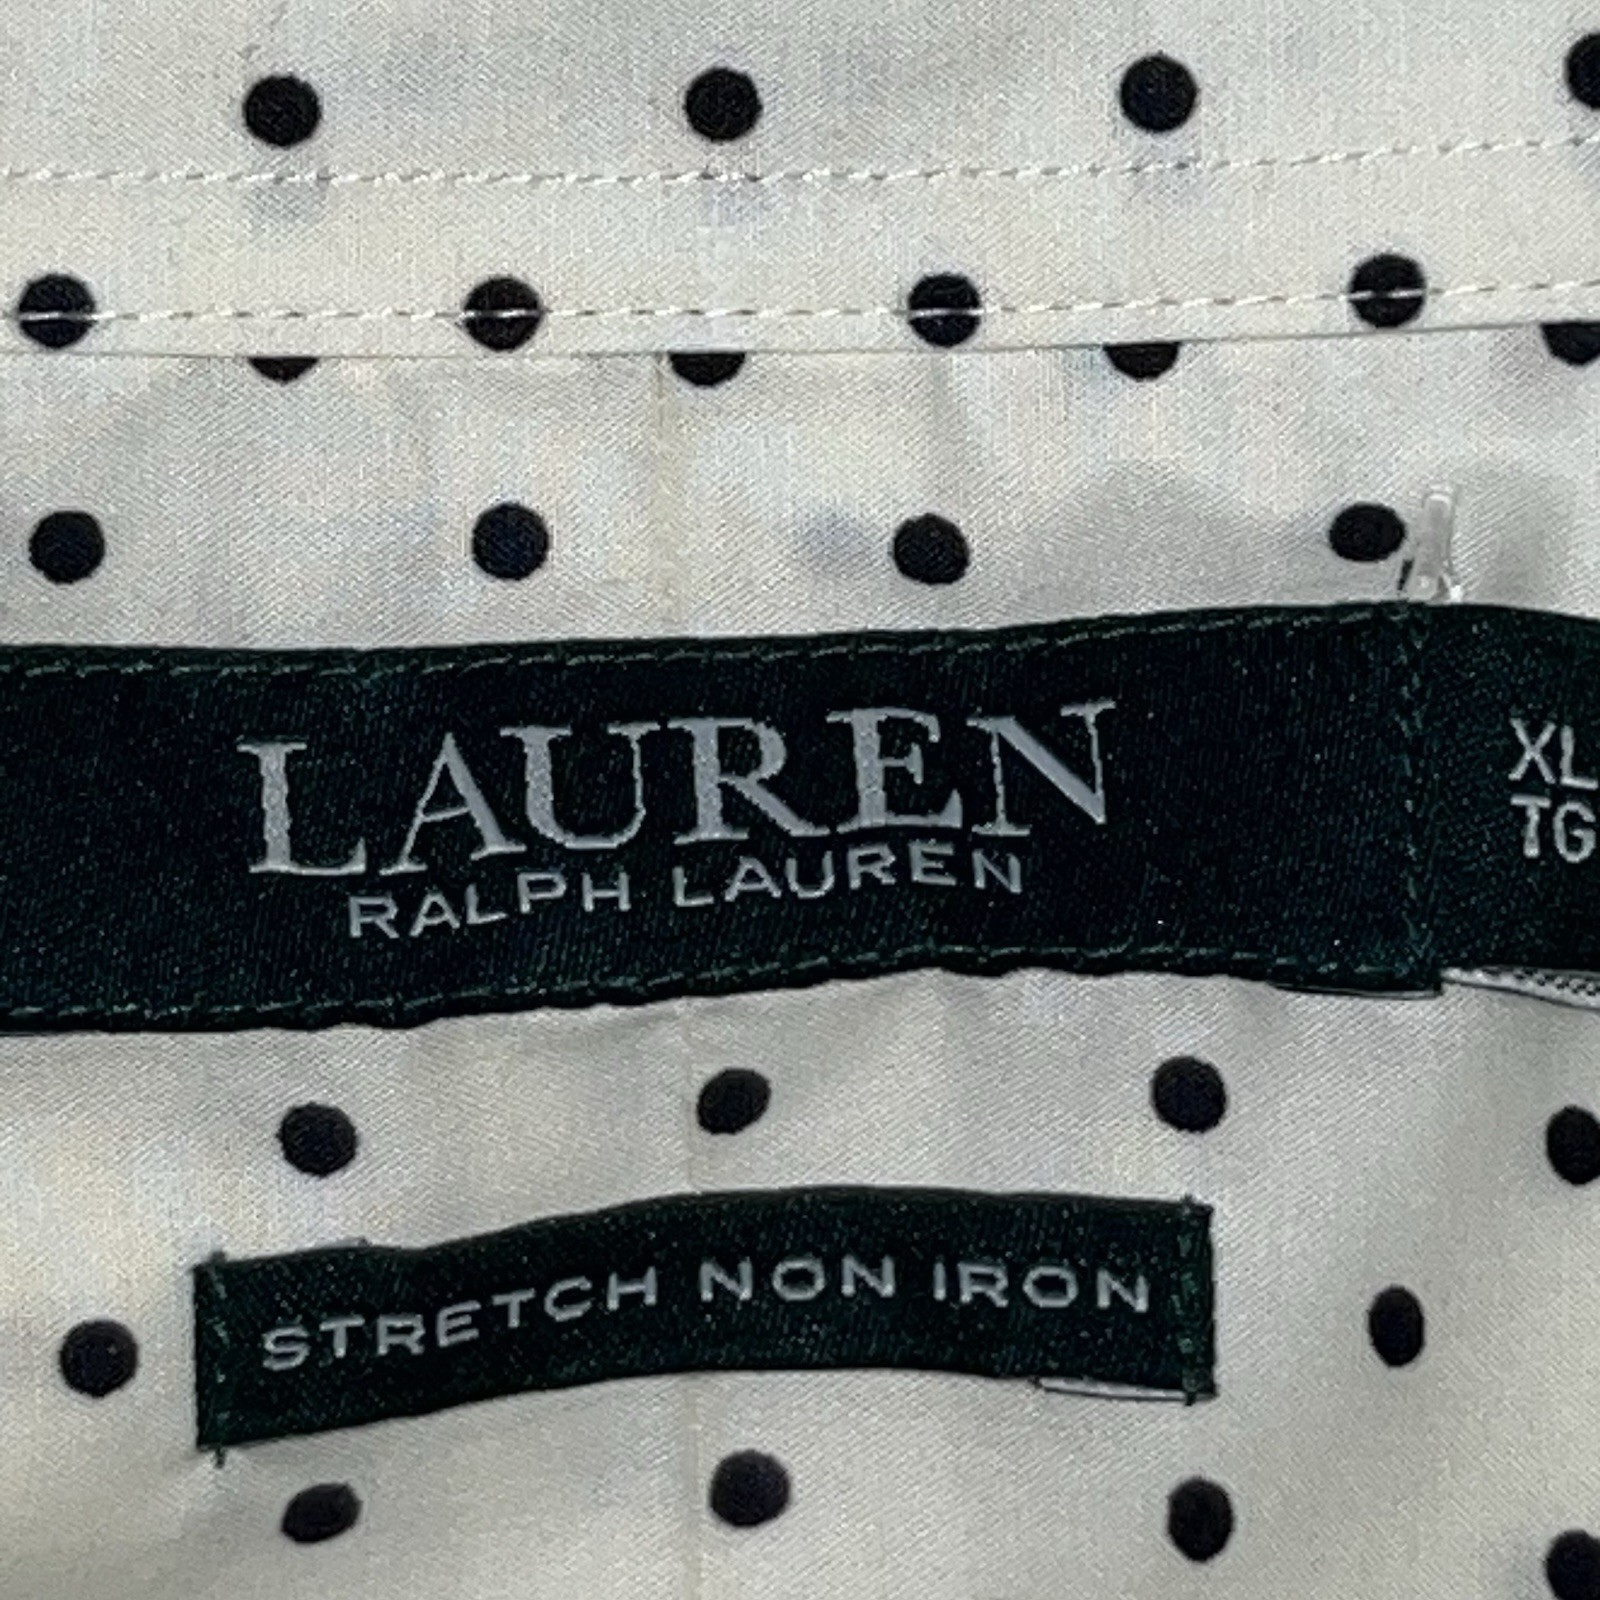 LAUREN
RALPH LAUREN
XL
TG
STRETCH NON IRON